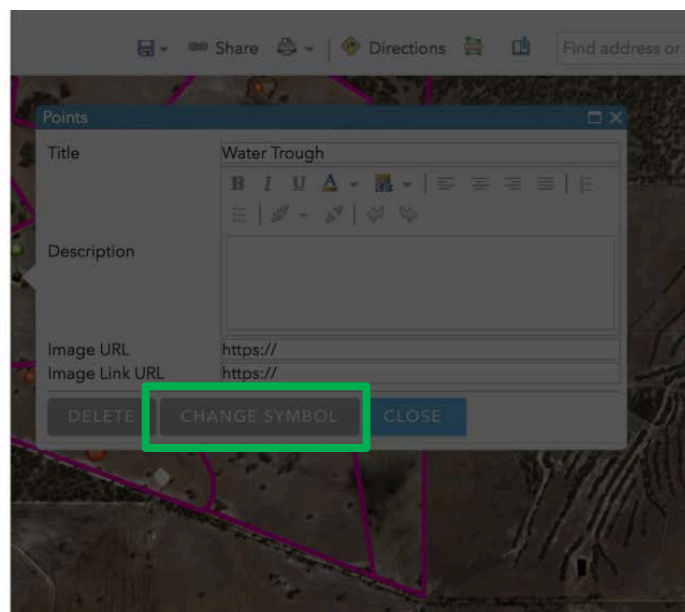 Share Directions Find address or
Points
Title Water Trough
B I U A
Description
Image URL https://
Image Link URL https://
DELETE CHANGE SYMBOL CLOSE